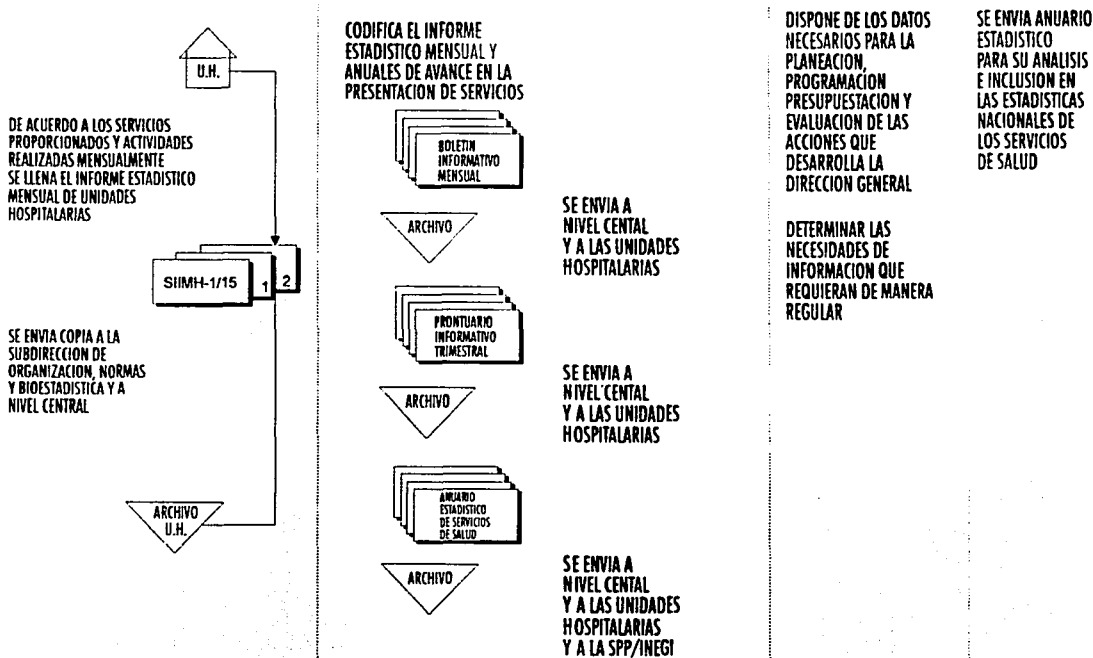 U.H.
DE ACUERDO A LOS SERVICIOS
PROPORCIONADOS Y ACTIVIDADES
REALIZADAS MENSUALMENTE
SE LLENA EL INFORME ESTADISTICO
MENSUAL DE UNIDADES
HOSPITALARIAS
SIIMH-1/15
1
2
SE ENVIA COPIA A LA
SUBDIRECCION DE
ORGANIZACION, NORMAS
Y BIOESTADISTICA Y A
NIVEL CENTRAL
ARCHIVO
U.H.
CODIFICA EL INFORME
ESTADISTICO MENSUAL Y
ANUALES DE AVANCE EN LA
PRESENTACION DE SERVICIOS
BOLETIN
INFORMATIVO
MENSUAL
ARCHIVO
SE ENVIA A
NIVEL CENTAL
Y A LAS UNIDADES
HOSPITALARIAS
PRONTUARIO
INFORMATIVO
TRIMESTRAL
ARCHIVO
SE ENVIA A
NIVEL CENTAL
Y A LAS UNIDADES
HOSPITALARIAS
ANUARIO
ESTADISTICO
DE SERVICIOS
DE SALUD
ARCHIVO
SE ENVIA A
NIVEL CENTAL
Y A LAS UNIDADES
HOSPITALARIAS
Y A LA SPP/INEGI
DISPONE DE LOS DATOS
NECESARIOS PARA LA
PLANEACION,
PROGRAMACION
PRESUPUESTACION Y
EVALUACION DE LAS
ACCIONES QUE
DESARROLLA LA
DIRECCION GENERAL
DETERMINAR LAS
NECESIDADES DE
INFORMACION QUE
REQUIERAN DE MANERA
REGULAR
SE ENVIA ANUARIO
ESTADISTICO
PARA SU ANALISIS
E INCLUSION EN
LAS ESTADISTICAS
NACIONALES DE
LOS SERVICIOS
DE SALUD